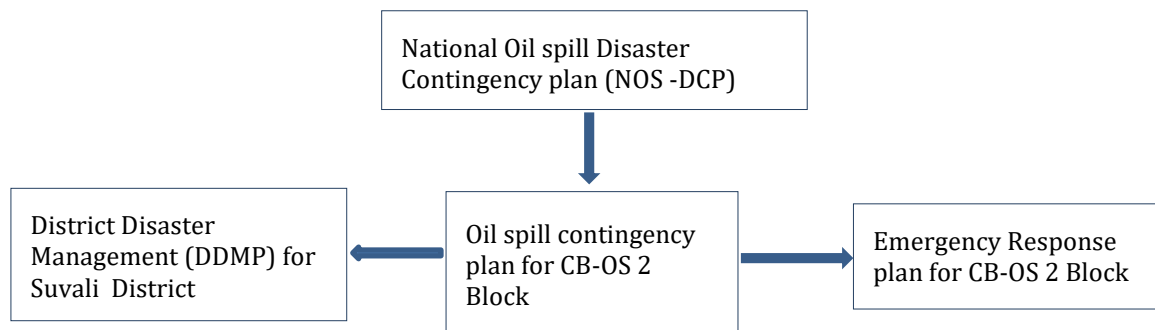 National Oil spill Disaster
Contingency plan (NOS -DCP)
District Disaster
Management (DDMP) for
Suvali District
Oil spill contingency
plan for CB-OS 2
Block
Emergency Response
plan for CB-OS 2 Block